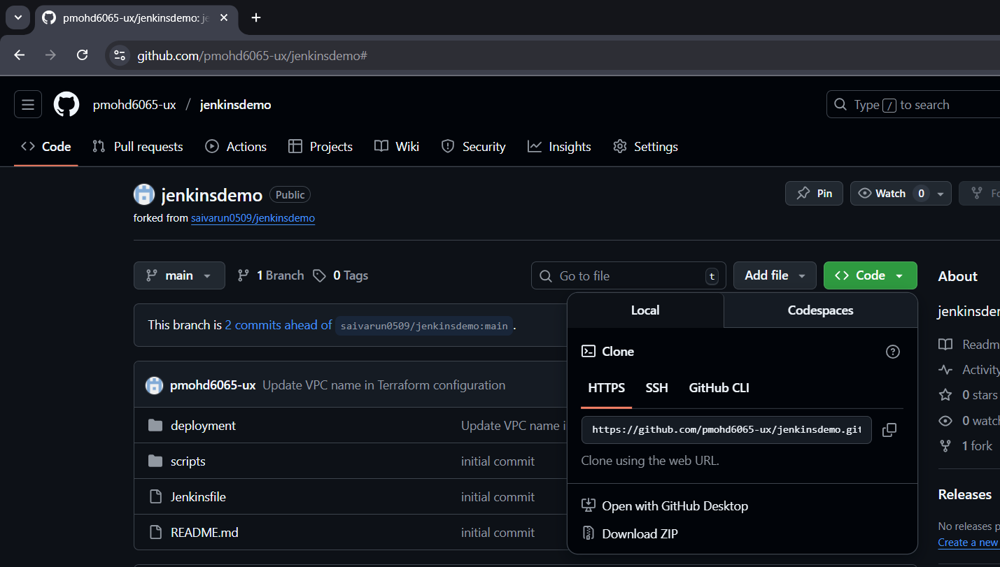 pmohd6065-ux/jenkinsdemo: je
github.com/pmohd6065-ux/jenkinsdemo#
pmohd6065-ux / jenkinsdemo
Type / to search
Code Pull requests Actions Projects Wiki Security Insights Settings
jenkinsdemo Public
Pin Watch 0 Fo
forked from saivarun0509/jenkinsdemo
main 1 Branch 0 Tags
Go to file t Add file Code
About
Local Codespaces
jenkinsder
This branch is 2 commits ahead of saivarun0509/jenkinsdemo:main .
Clone
HTTPS SSH GitHub CLI
https://github.com/pmohd6065-ux/jenkinsdemo.git
Clone using the web URL.
Open with GitHub Desktop
Download ZIP
pmohd6065-ux Update VPC name in Terraform configuration
deployment Update VPC name i
scripts initial commit
Jenkinsfile initial commit
README.md initial commit
Readm
Activity
0 stars
0 watch
1 fork
Releases
No releases p
Create a new